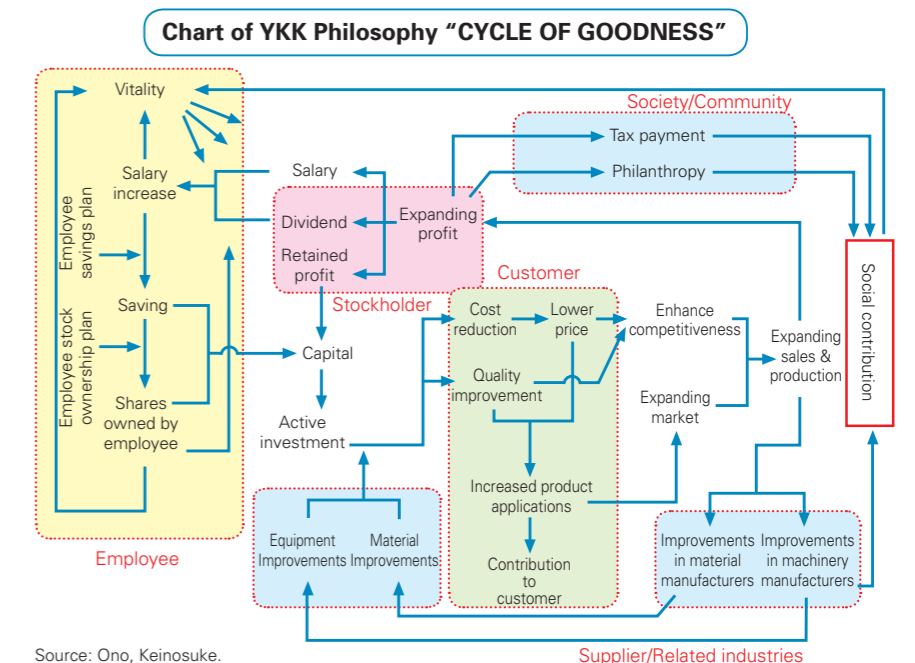 Chart of YKK Philosophy “CYCLE OF GOODNESS”
Vitality
Salary
increase
Employee
savings plan
Saving
Employee stock
ownership plan
Shares
owned by
employee
Employee
Salary
Dividend
Retained
profit
Expanding
profit
Stockholder
Society/Community
Tax payment
Philanthropy
Capital
Active
investment
Customer
Cost
reduction
Lower
price
Quality
improvement
Increased product
applications
Contribution
to
customer
Enhance
competitiveness
Expanding
market
Expanding
sales &
production
Social contribution
Equipment
Improvements
Material
Improvements
Improvements
in material
manufacturers
Improvements
in machinery
manufacturers
Supplier/Related industries
Source: Ono, Keinosuke.